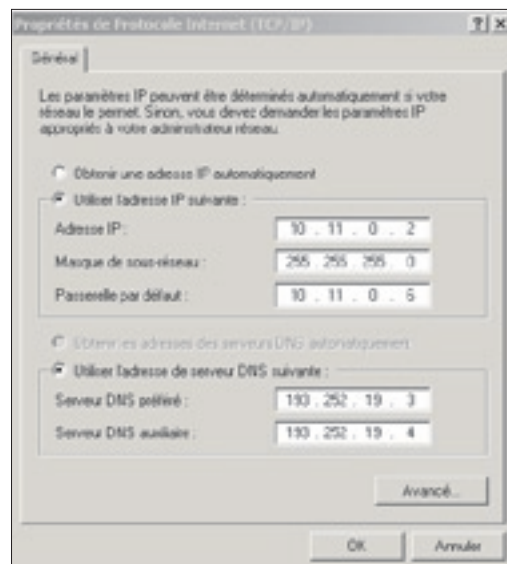 Propriétés de Protocole Internet (TCP/IP)
Général
Les paramètres IP peuvent être déterminés automatiquement si votre
réseau le permet. Sinon, vous devez demander les paramètres IP
appropriés à votre administrateur réseau.
Obtenir une adresse IP automatiquement
Utiliser l'adresse IP suivante :
Adresse IP : 10 . 11 . 0 . 2
Masque de sous-réseau : 255 . 255 . 255 . 0
Passerelle par défaut : 10 . 11 . 0 . 6
Obtenir les adresses des serveurs DNS automatiquement
Utiliser l'adresse de serveur DNS suivante :
Serveur DNS préféré : 193 . 252 . 19 . 3
Serveur DNS auxiliaire : 193 . 252 . 19 . 4
Avancé...
OK Annuler